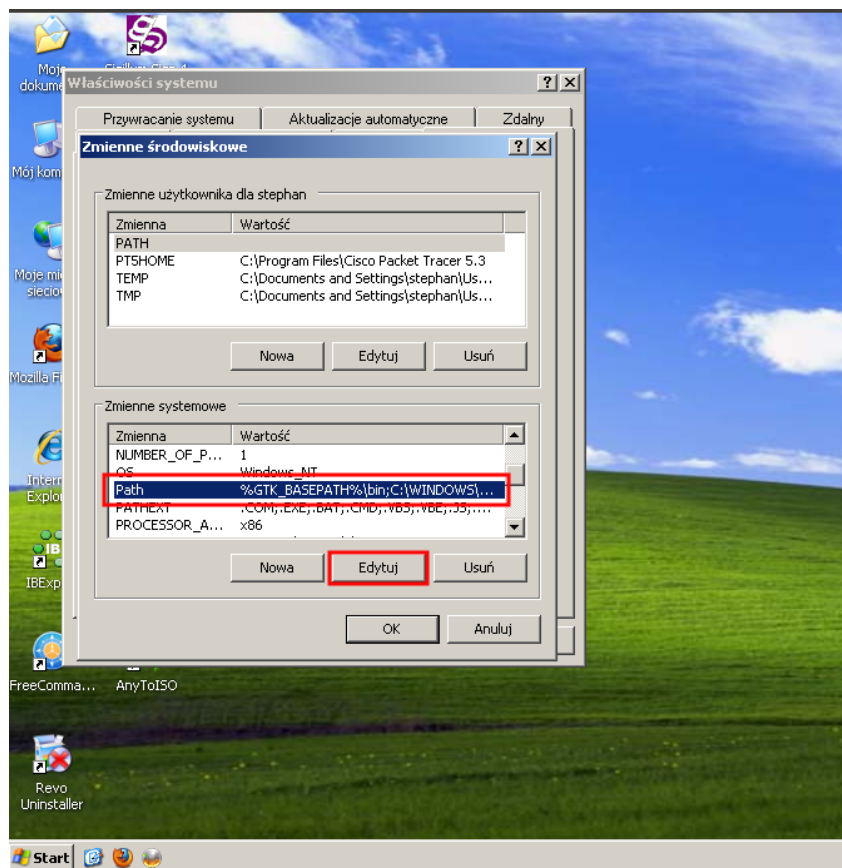 Moje
dokume
Właściwości systemu
Przywracanie systemu
Aktualizacje automatyczne
Zdalny
Zmienne środowiskowe
Mój kom
Zmienne użytkownika dla stephan
Zmienna Wartość
PATH
PT5HOME C:\Program Files\Cisco Packet Tracer 5.3
TEMP C:\Documents and Settings\stephan\Us...
TMP C:\Documents and Settings\stephan\Us...
Moje mi
siecio
Nowa Edytuj Usuń
Mozilla Fi
Zmienne systemowe
Zmienna Wartość
NUMBER_OF_P... 1
OS Windows_NT
Path %GTK_BASEPATH%\bin;C:\WINDOWS\...
PATHEXT .COM;.EXE;.BAT;.CMD;.VBS;.VBE;.JS;....
PROCESSOR_A... x86
Intern
Explor
Nowa Edytuj Usuń
IBExp
OK Anuluj
FreeComma... AnyToISO
Revo
Uninstaller
Start